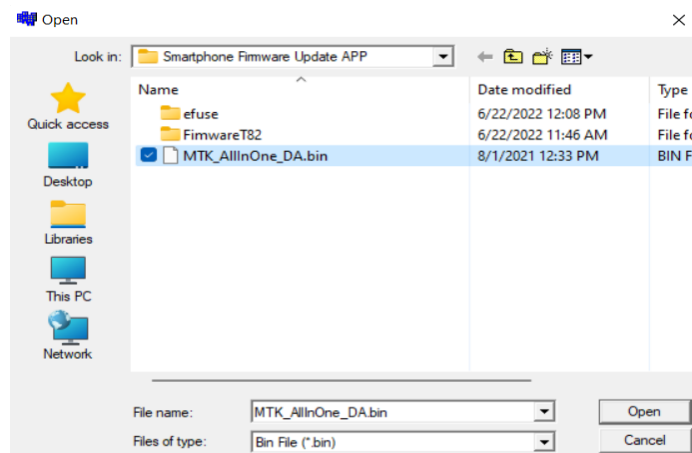 Open
Look in: Smartphone Firmware Update APP
Name Date modified Type
efuse 6/22/2022 12:08 PM File fo
FimwareT82 6/22/2022 11:46 AM File fo
MTK_AllInOne_DA.bin 8/1/2021 12:33 PM BIN F
Quick access
Desktop
Libraries
This PC
Network
File name: MTK_AllInOne_DA.bin Open
Files of type: Bin File (*.bin) Cancel